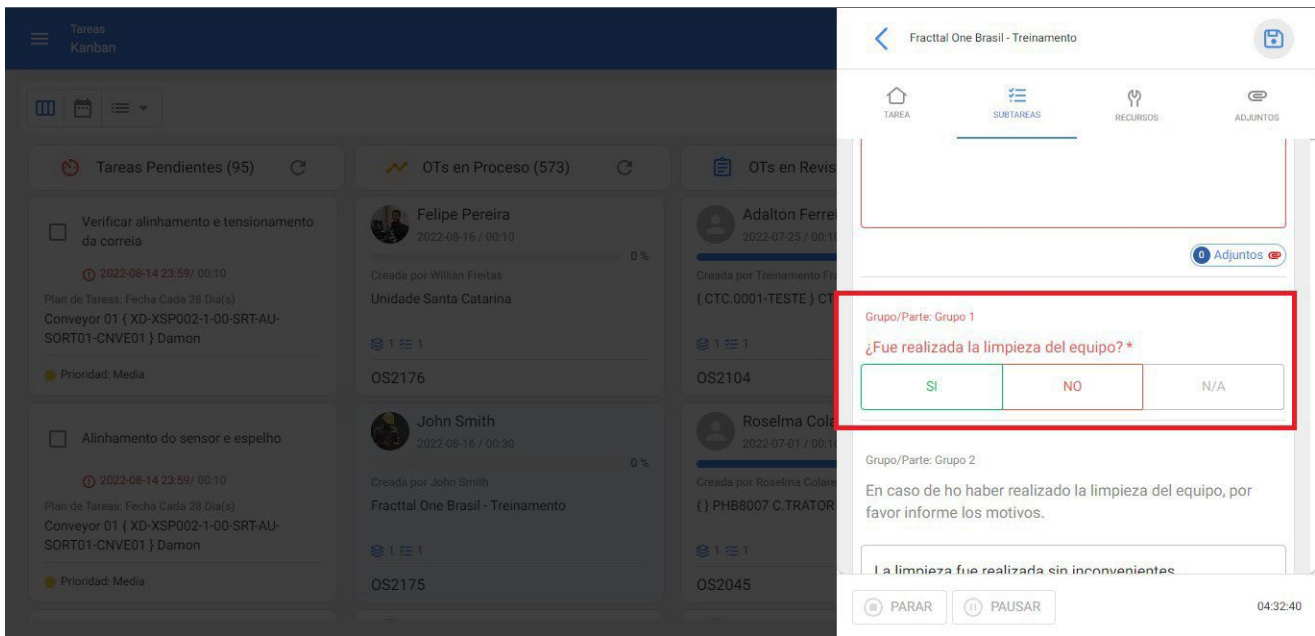 Tareas
Kanban
Fracttal One Brasil - Treinamento
TAREA
SUBTAREAS
RECURSOS
ADJUNTOS
Tareas Pendientes (95)
OTs en Proceso (573)
OTs en Revis
Verificar alinhamento e tensionamento
da correia
2022-08-14 23:59/ 00:10
Plan de Tareas: Fecha Cada 28 Dia(s)
Conveyor 01 { XD-XSP002-1-00-SRT-AU-
SORT01-CNVE01 } Damon
Prioridad: Media
Alinhamento do sensor e espelho
2022-08-14 23:59/ 00:10
Plan de Tareas: Fecha Cada 28 Dia(s)
Conveyor 01 { XD-XSP002-1-00-SRT-AU-
SORT01-CNVE01 } Damon
Prioridad: Media
Felipe Pereira
2022-08-16 / 00:10
0 %
Creada por Willian Freitas
Unidade Santa Catarina
1 1
OS2176
John Smith
2022-08-16 / 00:30
0 %
Creada por John Smith
Fracttal One Brasil - Treinamento
1 1
OS2175
Adalton Ferre
2022-07-25 / 00:10
Creada por Treinamento Fra
{ CTC.0001-TESTE } CT
1 1
OS2104
Roselma Cola
2022-07-01 / 00:1
Creada por Roselma Colare
{ } PHB8007 C.TRATOR
1 1
OS2045
0 Adjuntos
Grupo/Parte: Grupo 1
¿Fue realizada la limpieza del equipo? *
SI
NO
N/A
Grupo/Parte: Grupo 2
En caso de ho haber realizado la limpieza del equipo, por
favor informe los motivos.
La limpieza fue realizada sin inconvenientes
PARAR
PAUSAR
04:32:40